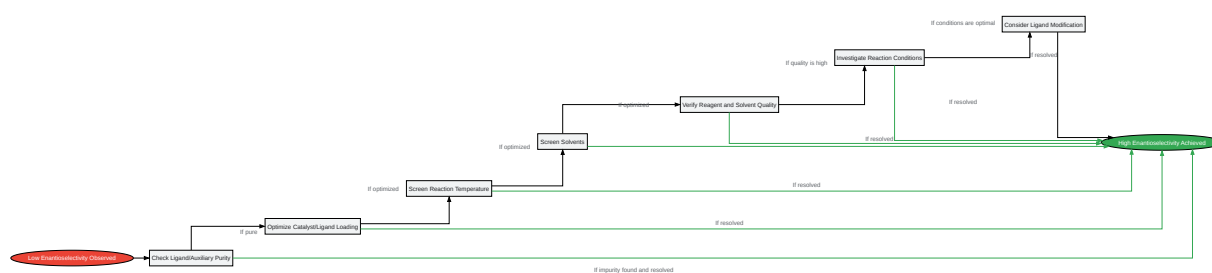 If conditions are optimal
Consider Ligand Modification
If quality is high
Investigate Reaction Conditions
If resolved
If optimized
Verify Reagent and Solvent Quality
If resolved
If optimized
Screen Solvents
If resolved
High Enantioselectivity Achieved
If optimized
Screen Reaction Temperature
If resolved
If pure
Optimize Catalyst/Ligand Loading
If resolved
Low Enantioselectivity Observed
Check Ligand/Auxiliary Purity
If impurity found and resolved